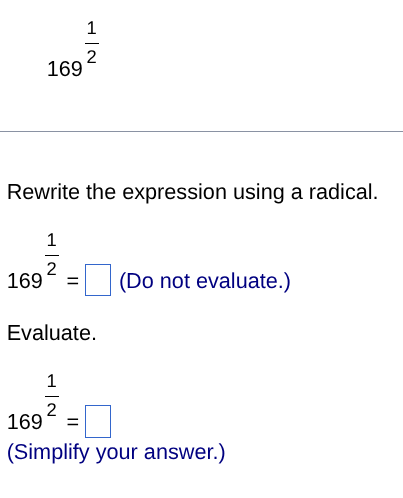 169^(1/2)
Rewrite the expression using a radical.
169^(1/2) = (Do not evaluate.)
Evaluate.
169^(1/2) =
(Simplify your answer.)